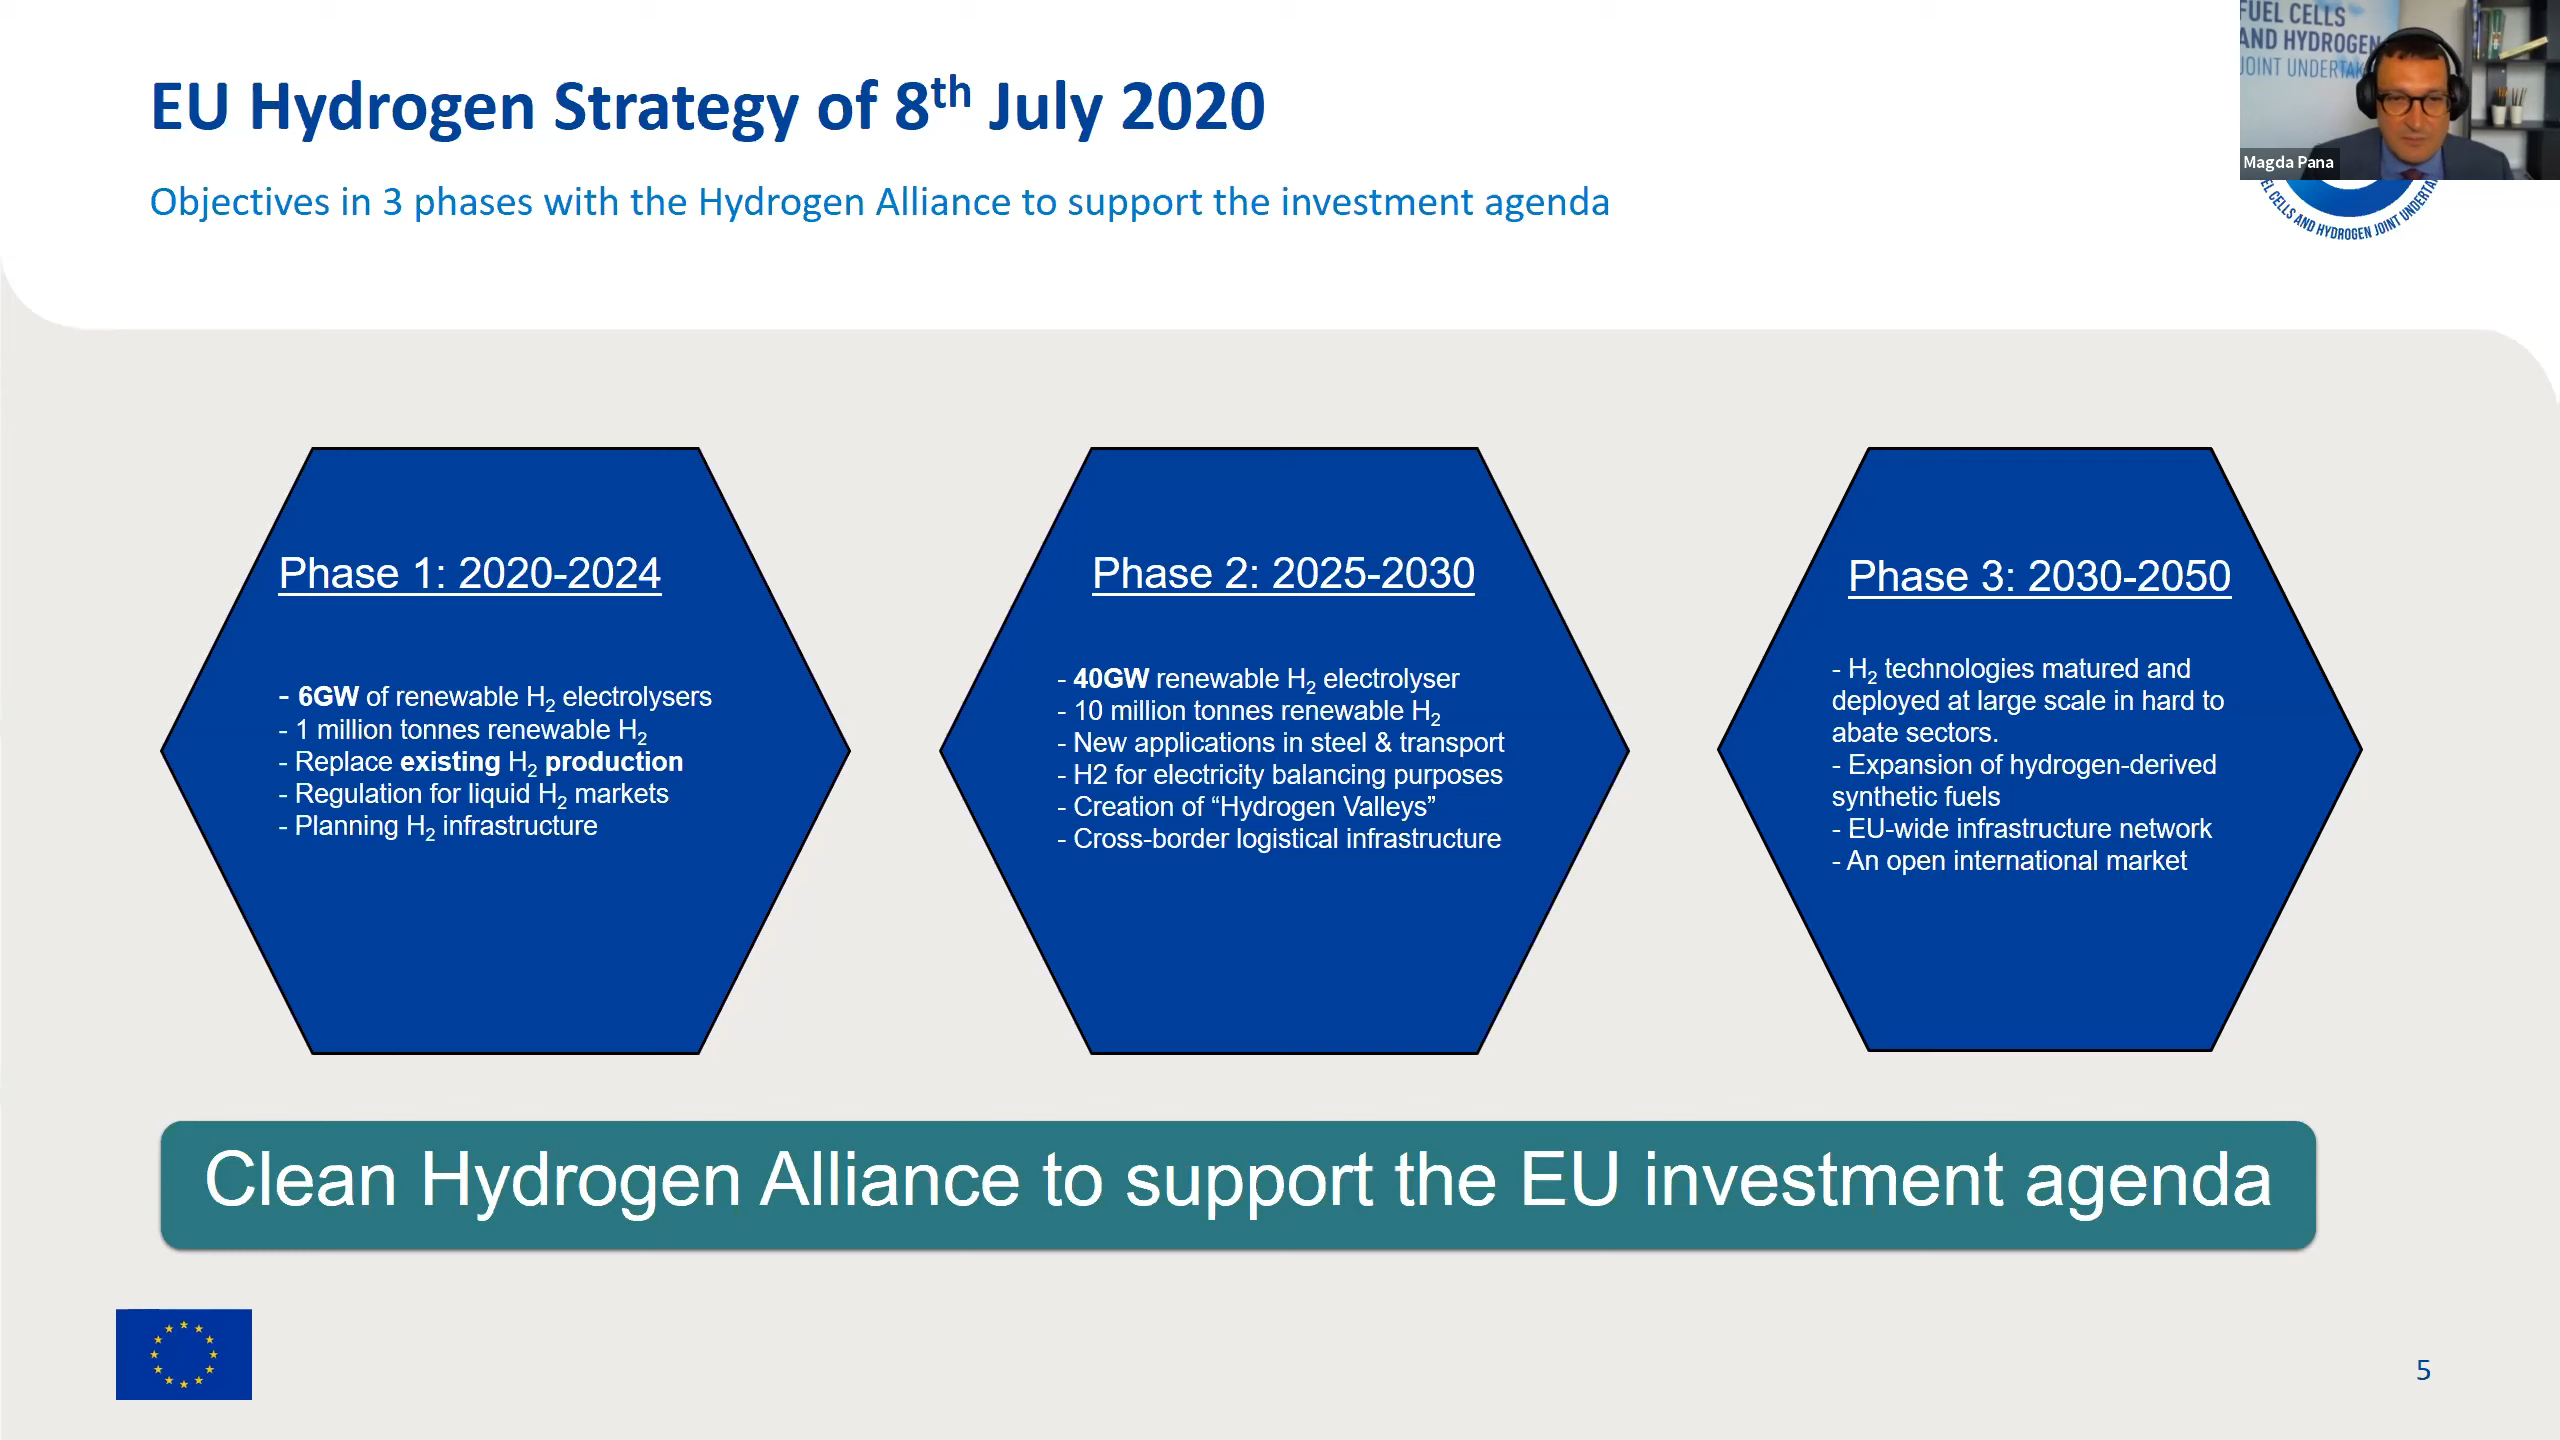 EU Hydrogen Strategy of 8th July 2020
Objectives in 3 phases with the Hydrogen Alliance to support the investment agenda
FUEL CELLS
AND HYDROGEN
JOINT UNDERTAK
Magda Pana
EL CELLS AND HYDROGEN JOINT UNDERTA
Phase 1: 2020-2024
- 6GW of renewable H2 electrolysers
- 1 million tonnes renewable H2
- Replace existing H2 production
- Regulation for liquid H2 markets
- Planning H2 infrastructure
Phase 2: 2025-2030
- 40GW renewable H2 electrolyser
- 10 million tonnes renewable H2
- New applications in steel & transport
- H2 for electricity balancing purposes
- Creation of “Hydrogen Valleys”
- Cross-border logistical infrastructure
Phase 3: 2030-2050
- H2 technologies matured and
deployed at large scale in hard to
abate sectors.
- Expansion of hydrogen-derived
synthetic fuels
- EU-wide infrastructure network
- An open international market
Clean Hydrogen Alliance to support the EU investment agenda
5